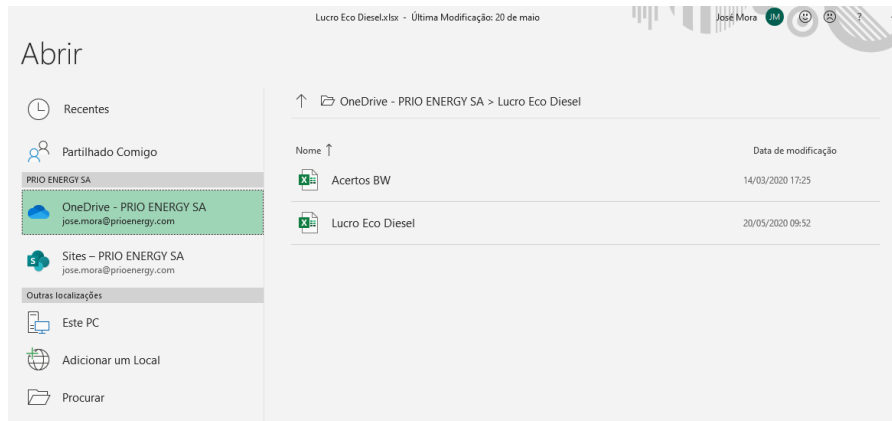 Lucro Eco Diesel.xlsx - Última Modificação: 20 de maio
José Mora
JM
?
Abrir
Recentes
Partilhado Comigo
PRIO ENERGY SA
OneDrive - PRIO ENERGY SA
jose.mora@prioenergy.com
Sites – PRIO ENERGY SA
jose.mora@prioenergy.com
Outras localizações
Este PC
Adicionar um Local
Procurar
OneDrive - PRIO ENERGY SA > Lucro Eco Diesel
Nome ↑
Data de modificação
Acertos BW
14/03/2020 17:25
Lucro Eco Diesel
20/05/2020 09:52